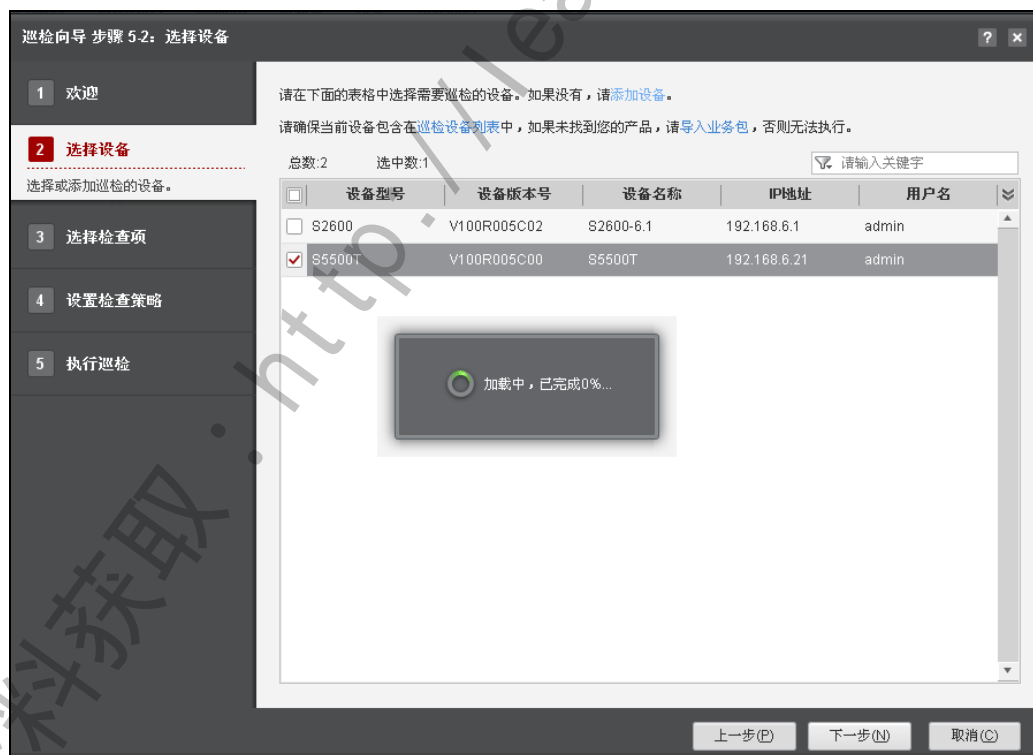 巡检向导 步骤 5-2：选择设备
? ×
1 欢迎
2 选择设备
选择或添加巡检的设备。
3 选择检查项
4 设置检查策略
5 执行巡检
请在下面的表格中选择需要巡检的设备。如果没有，请添加设备。
请确保当前设备包含在巡检设备列表中，如果未找到您的产品，请导入业务包，否则无法执行。
总数:2 选中数:1 请输入关键字
设备型号 设备版本号 设备名称 IP地址 用户名
S2600 V100R005C02 S2600-6.1 192.168.6.1 admin
S5500T V100R005C00 S5500T 192.168.6.21 admin
加载中，已完成0%...
上一步(P) 下一步(N) 取消(C)
料获取：http://lea